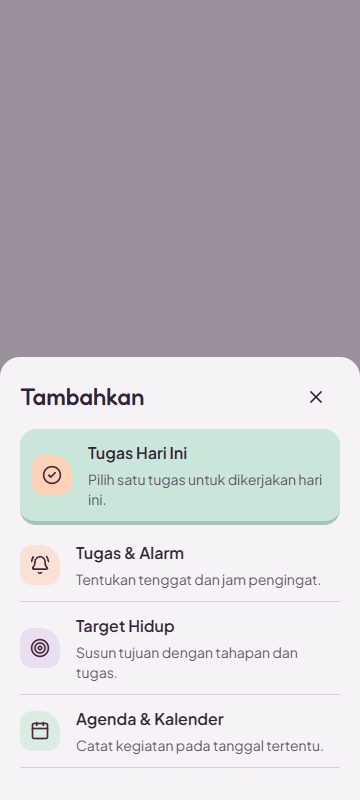 Tambahkan
Tugas Hari Ini
Pilih satu tugas untuk dikerjakan hari
ini.
Tugas & Alarm
Tentukan tenggat dan jam pengingat.
Target Hidup
Susun tujuan dengan tahapan dan
tugas.
Agenda & Kalender
Catat kegiatan pada tanggal tertentu.